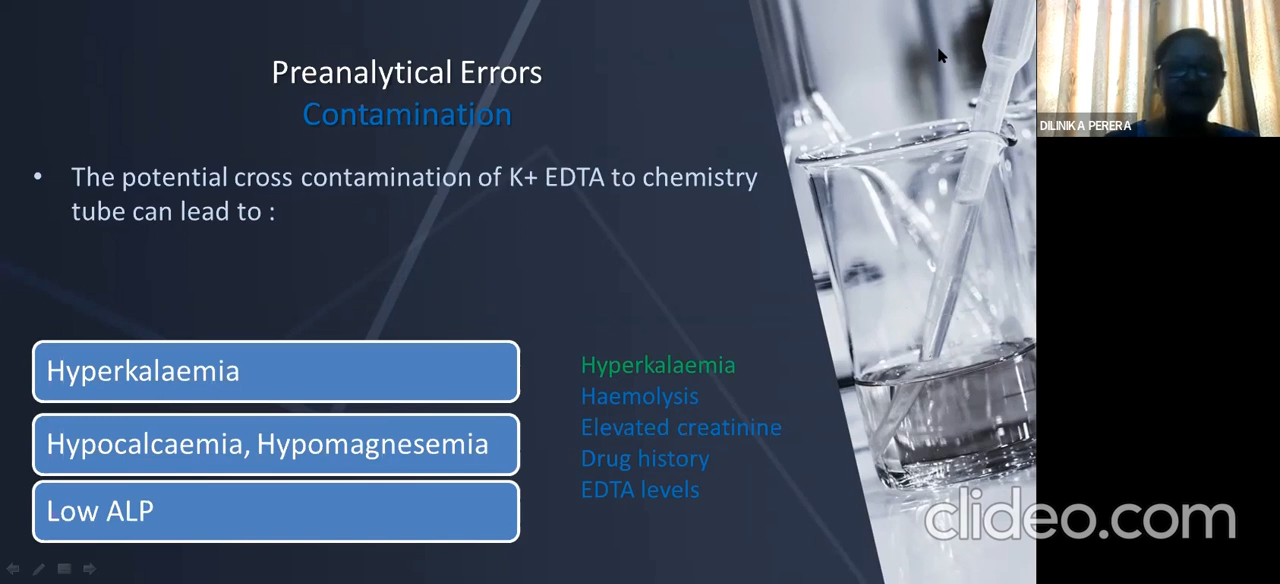 Preanalytical Errors
Contamination
• The potential cross contamination of K+ EDTA to chemistry
tube can lead to :
Hyperkalaemia
Hypocalcaemia, Hypomagnesemia
Low ALP
Hyperkalaemia
Haemolysis
Elevated creatinine
Drug history
EDTA levels
DILINIKA PERERA
clideo.com